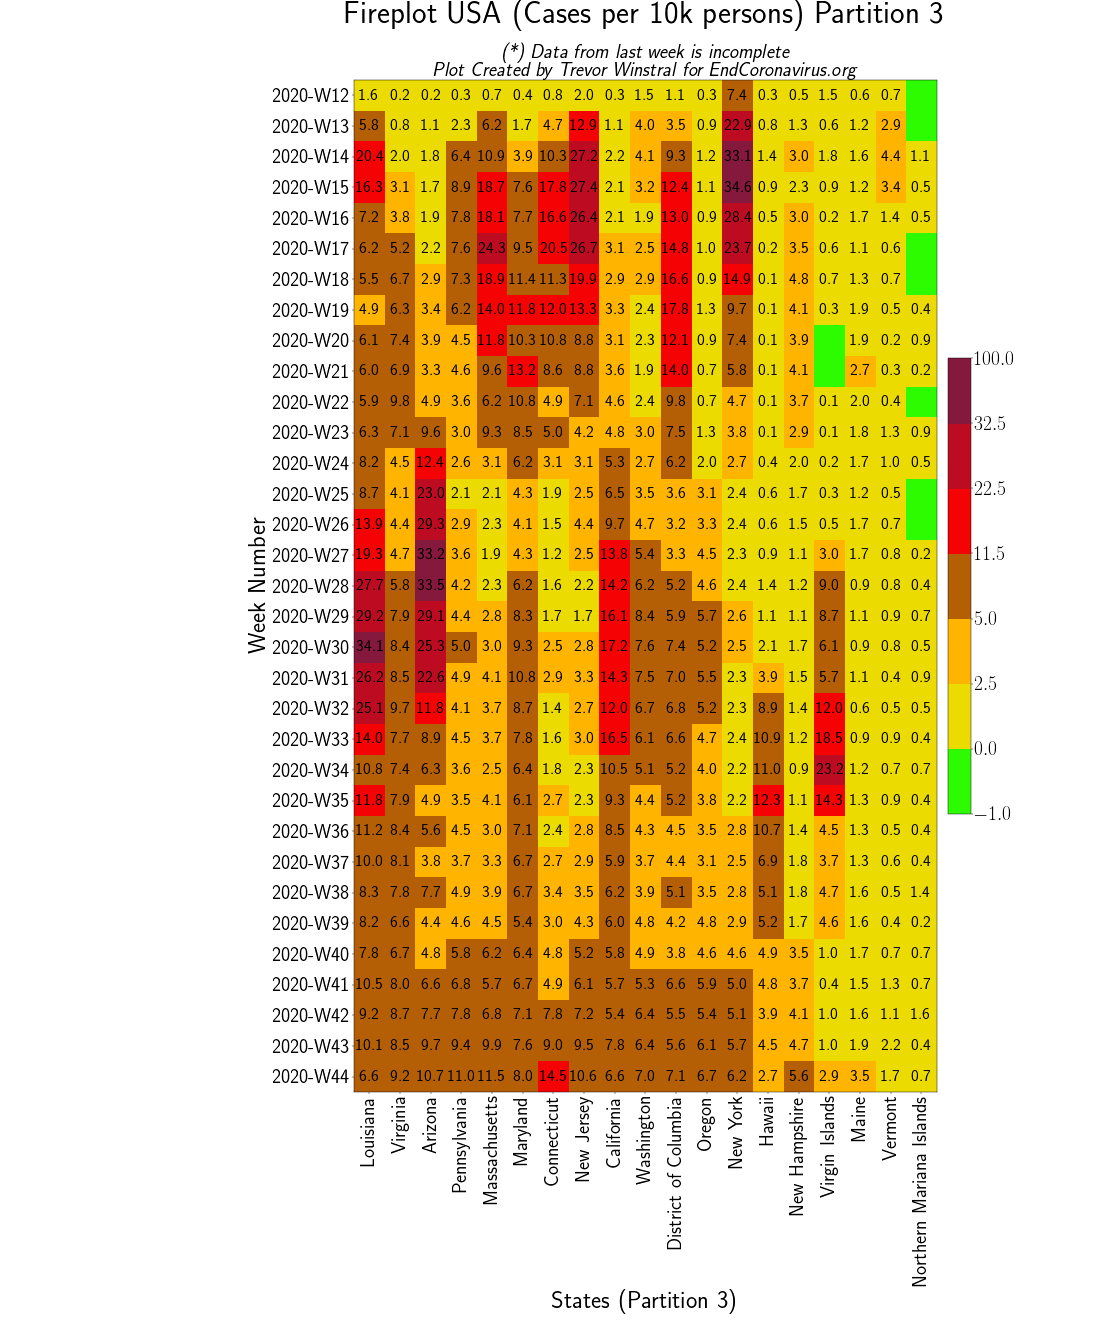 Fireplot USA (Cases per 10k persons) Partition 3
(*) Data from last week is incomplete
Plot Created by Trevor Winstral for EndCoronavirus.org
2020-W12 1.6 0.2 0.2 0.3 0.7 0.4 0.8 2.0 0.3 1.5 1.1 0.3 7.4 0.3 0.5 1.5 0.6 0.7
2020-W13 5.8 0.8 1.1 2.3 6.2 1.7 4.7 12.9 1.1 4.0 3.5 0.9 22.9 0.8 1.3 0.6 1.2 2.9
2020-W14 20.4 2.0 1.8 6.4 10.9 3.9 10.3 27.2 2.2 4.1 9.3 1.2 33.1 1.4 3.0 1.8 1.6 4.4 1.1
2020-W15 16.3 3.1 1.7 8.9 18.7 7.6 17.8 27.4 2.1 3.2 12.4 1.1 34.6 0.9 2.3 0.9 1.2 3.4 0.5
2020-W16 7.2 3.8 1.9 7.8 18.1 7.7 16.6 26.4 2.1 1.9 13.0 0.9 28.4 0.5 3.0 0.2 1.7 1.4 0.5
2020-W17 6.2 5.2 2.2 7.6 24.3 9.5 20.5 26.7 3.1 2.5 14.8 1.0 23.7 0.2 3.5 0.6 1.1 0.6
2020-W18 5.5 6.7 2.9 7.3 18.9 11.4 11.3 19.9 2.9 2.9 16.6 0.9 14.9 0.1 4.8 0.7 1.3 0.7
2020-W19 4.9 6.3 3.4 6.2 14.0 11.8 12.0 13.3 3.3 2.4 17.8 1.3 9.7 0.1 4.1 0.3 1.9 0.5 0.4
2020-W20 6.1 7.4 3.9 4.5 11.8 10.3 10.8 8.8 3.1 2.3 12.1 0.9 7.4 0.1 3.9 1.9 0.2 0.9
2020-W21 6.0 6.9 3.3 4.6 9.6 13.2 8.6 8.8 3.6 1.9 14.0 0.7 5.8 0.1 4.1 2.7 0.3 0.2
2020-W22 5.9 9.8 4.9 3.6 6.2 10.8 4.9 7.1 4.6 2.4 9.8 0.7 4.7 0.1 3.7 0.1 2.0 0.4
2020-W23 6.3 7.1 9.6 3.0 9.3 8.5 5.0 4.2 4.8 3.0 7.5 1.3 3.8 0.1 2.9 0.1 1.8 1.3 0.9
2020-W24 8.2 4.5 12.4 2.6 3.1 6.2 3.1 3.1 5.3 2.7 6.2 2.0 2.7 0.4 2.0 0.2 1.7 1.0 0.5
2020-W25 8.7 4.1 23.0 2.1 2.1 4.3 1.9 2.5 6.5 3.5 3.6 3.1 2.4 0.6 1.7 0.3 1.2 0.5
2020-W26 13.9 4.4 29.3 2.9 2.3 4.1 1.5 4.4 9.7 4.7 3.2 3.3 2.4 0.6 1.5 0.5 1.7 0.7
2020-W27 19.3 4.7 33.2 3.6 1.9 4.3 1.2 2.5 13.8 5.4 3.3 4.5 2.3 0.9 1.1 3.0 1.7 0.8 0.2
2020-W28 27.7 5.8 33.5 4.2 2.3 6.2 1.6 2.2 14.2 6.2 5.2 4.6 2.4 1.4 1.2 9.0 0.9 0.8 0.4
2020-W29 29.2 7.9 29.1 4.4 2.8 8.3 1.7 1.7 16.1 8.4 5.9 5.7 2.6 1.1 1.1 8.7 1.1 0.9 0.7
2020-W30 34.1 8.4 25.3 5.0 3.0 9.3 2.5 2.8 17.2 7.6 7.4 5.2 2.5 2.1 1.7 6.1 0.9 0.8 0.5
2020-W31 26.2 8.5 22.6 4.9 4.1 10.8 2.9 3.3 14.3 7.5 7.0 5.5 2.3 3.9 1.5 5.7 1.1 0.4 0.9
2020-W32 25.1 9.7 11.8 4.1 3.7 8.7 1.4 2.7 12.0 6.7 6.8 5.2 2.3 8.9 1.4 12.0 0.6 0.5 0.5
2020-W33 14.0 7.7 8.9 4.5 3.7 7.8 1.6 3.0 16.5 6.1 6.6 4.7 2.4 10.9 1.2 18.5 0.9 0.9 0.4
2020-W34 10.8 7.4 6.3 3.6 2.5 6.4 1.8 2.3 10.5 5.1 5.2 4.0 2.2 11.0 0.9 23.2 1.2 0.7 0.7
2020-W35 11.8 7.9 4.9 3.5 4.1 6.1 2.7 2.3 9.3 4.4 5.2 3.8 2.2 12.3 1.1 14.3 1.3 0.9 0.4
2020-W36 11.2 8.4 5.6 4.5 3.0 7.1 2.4 2.8 8.5 4.3 4.5 3.5 2.8 10.7 1.4 4.5 1.3 0.5 0.4
2020-W37 10.0 8.1 3.8 3.7 3.3 6.7 2.7 2.9 5.9 3.7 4.4 3.1 2.5 6.9 1.8 3.7 1.3 0.6 0.4
2020-W38 8.3 7.8 7.7 4.9 3.9 6.7 3.4 3.5 6.2 3.9 5.1 3.5 2.8 5.1 1.8 4.7 1.6 0.5 1.4
2020-W39 8.2 6.6 4.4 4.6 4.5 5.4 3.0 4.3 6.0 4.8 4.2 4.8 2.9 5.2 1.7 4.6 1.6 0.4 0.2
2020-W40 7.8 6.7 4.8 5.8 6.2 6.4 4.8 5.2 5.8 4.9 3.8 4.6 4.6 4.9 3.5 1.0 1.7 0.7 0.7
2020-W41 10.5 8.0 6.6 6.8 5.7 6.7 4.9 6.1 5.7 5.3 6.6 5.9 5.0 4.8 3.7 0.4 1.5 1.3 0.7
2020-W42 9.2 8.7 7.7 7.8 6.8 7.1 7.8 7.2 5.4 6.4 5.5 5.4 5.1 3.9 4.1 1.0 1.6 1.1 1.6
2020-W43 10.1 8.5 9.7 9.4 9.9 7.6 9.0 9.5 7.8 6.4 5.6 6.1 5.7 4.5 4.7 1.0 1.9 2.2 0.4
2020-W44 6.6 9.2 10.7 11.0 11.5 8.0 14.5 10.6 6.6 7.0 7.1 6.7 6.2 2.7 5.6 2.9 3.5 1.7 0.7
Week Number
Louisiana
Virginia
Arizona
Pennsylvania
Massachusetts
Maryland
Connecticut
New Jersey
California
Washington
District of Columbia
Oregon
New York
Hawaii
New Hampshire
Virgin Islands
Maine
Vermont
Northern Mariana Islands
States (Partition 3)
100.0
32.5
22.5
11.5
5.0
2.5
0.0
−1.0